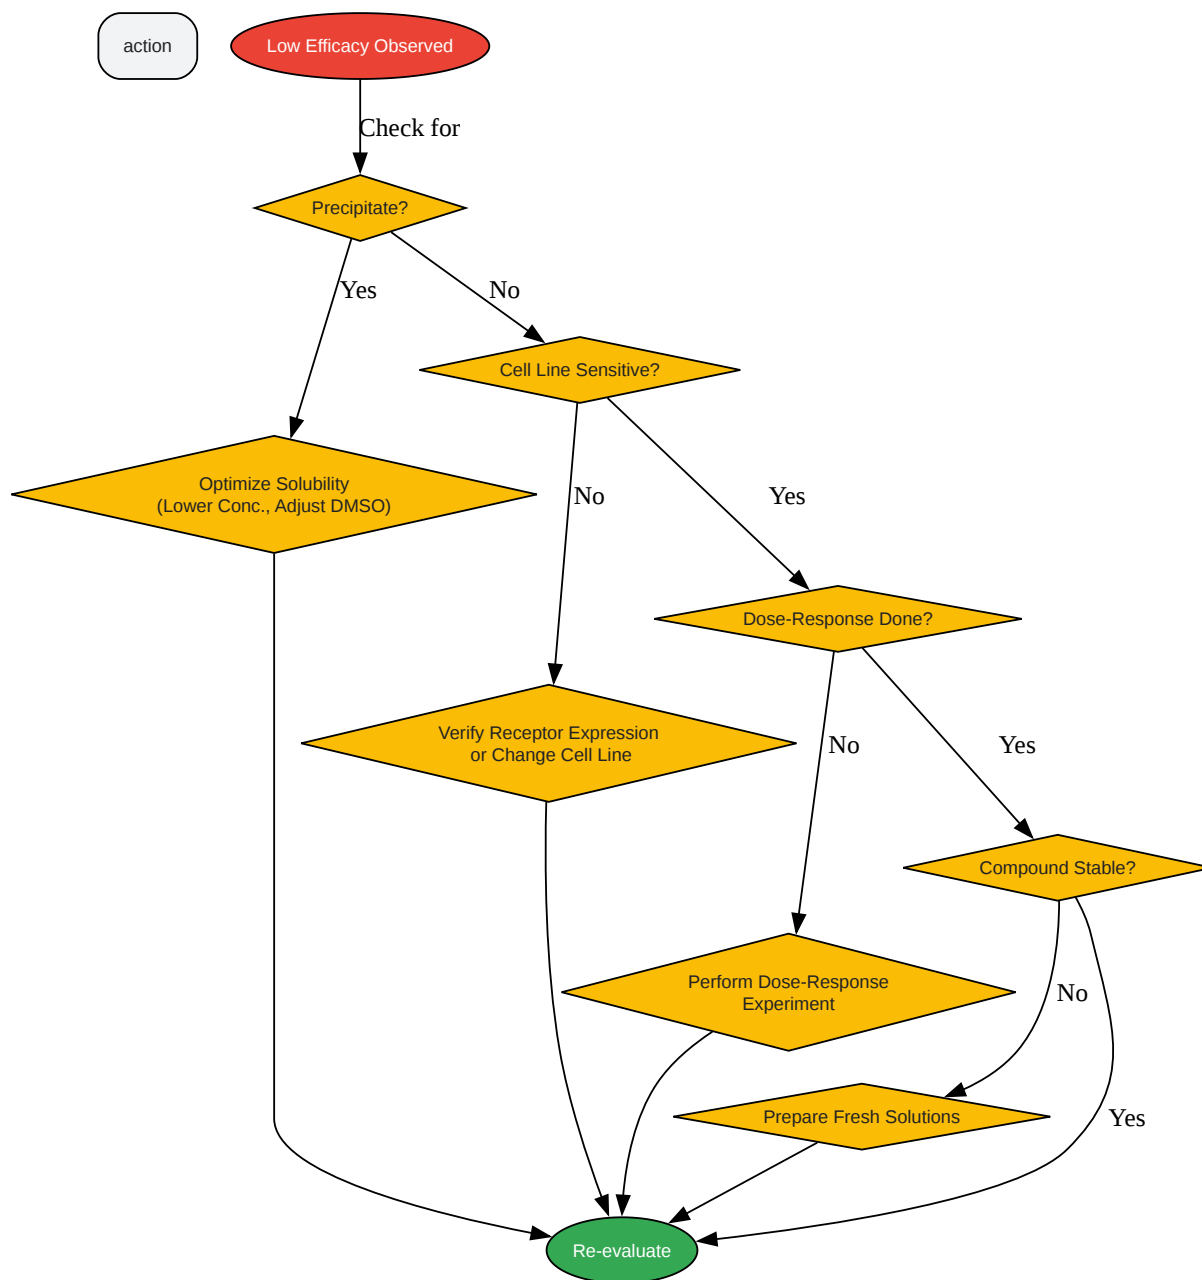 action
Low Efficacy Observed
Check for
Precipitate?
Yes
No
Cell Line Sensitive?
Optimize Solubility
(Lower Conc., Adjust DMSO)
No
Yes
Dose-Response Done?
Verify Receptor Expression
or Change Cell Line
No
Yes
Compound Stable?
Perform Dose-Response
Experiment
No
Prepare Fresh Solutions
Yes
Re-evaluate